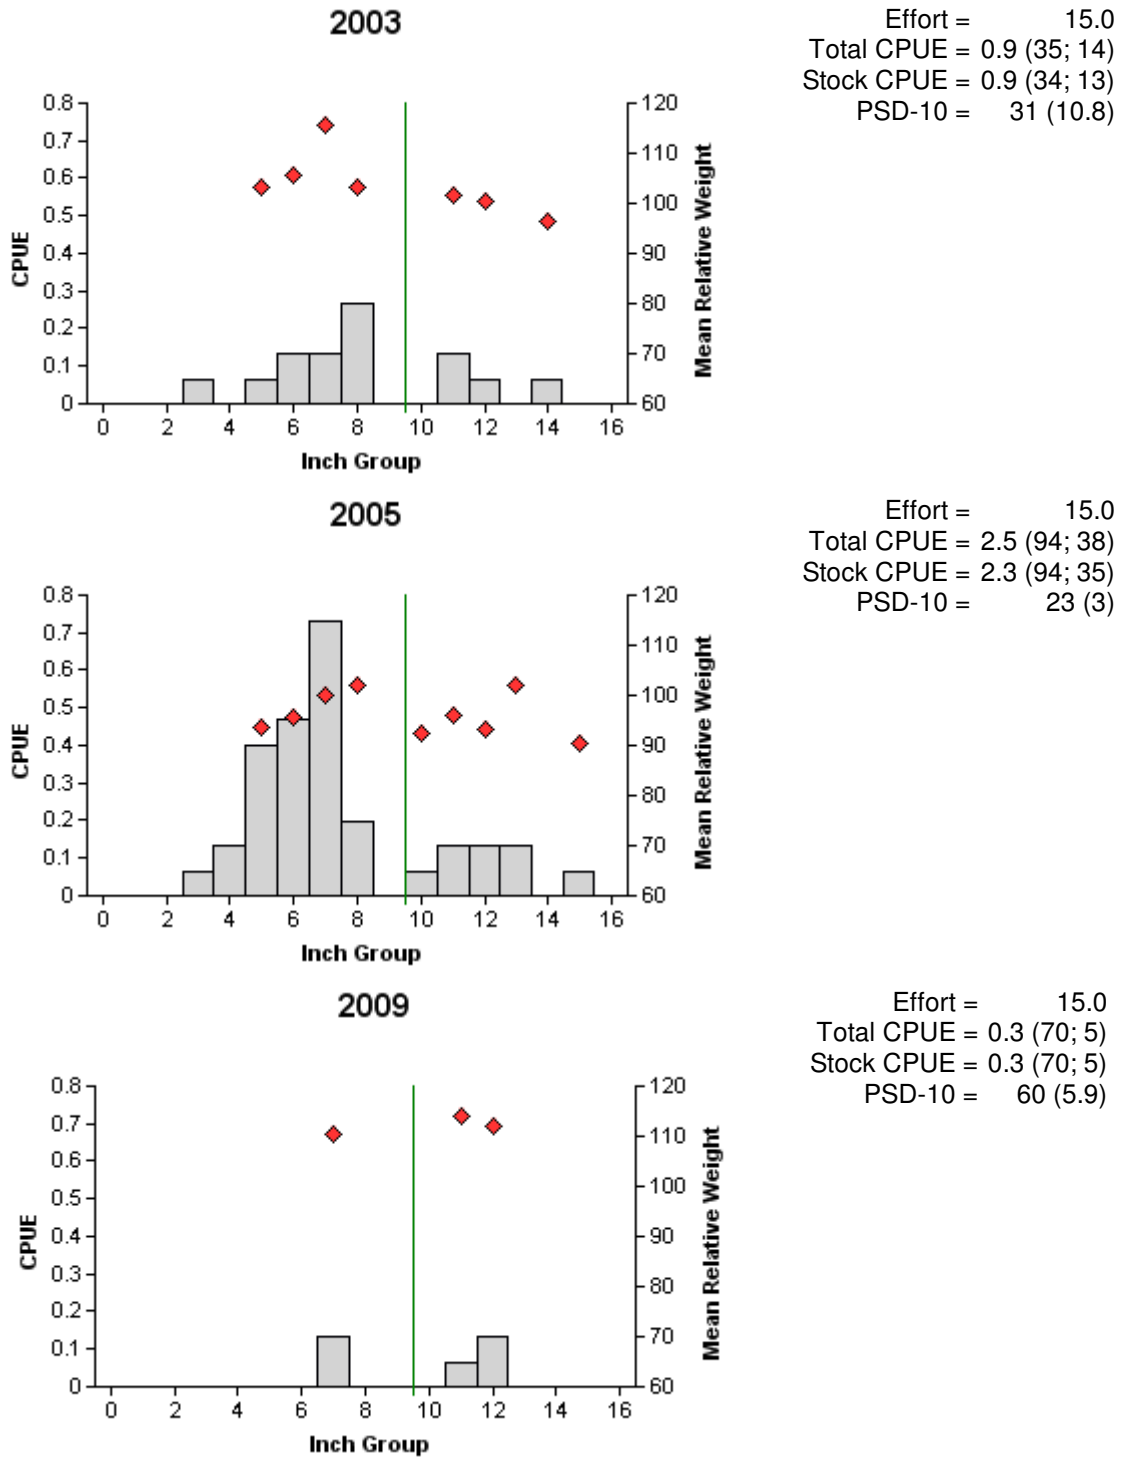 2003
Effort = 15.0
Total CPUE = 0.9 (35; 14)
Stock CPUE = 0.9 (34; 13)
PSD-10 = 31 (10.8)
CPUE
0.8
0.7
0.6
0.5
0.4
0.3
0.2
0.1
0
120
110
100
90
80
70
60
Mean Relative Weight
0 2 4 6 8 10 12 14 16
Inch Group
2005
Effort = 15.0
Total CPUE = 2.5 (94; 38)
Stock CPUE = 2.3 (94; 35)
PSD-10 = 23 (3)
CPUE
0.8
0.7
0.6
0.5
0.4
0.3
0.2
0.1
0
120
110
100
90
80
70
60
Mean Relative Weight
0 2 4 6 8 10 12 14 16
Inch Group
2009
Effort = 15.0
Total CPUE = 0.3 (70; 5)
Stock CPUE = 0.3 (70; 5)
PSD-10 = 60 (5.9)
CPUE
0.8
0.7
0.6
0.5
0.4
0.3
0.2
0.1
0
120
110
100
90
80
70
60
Mean Relative Weight
0 2 4 6 8 10 12 14 16
Inch Group